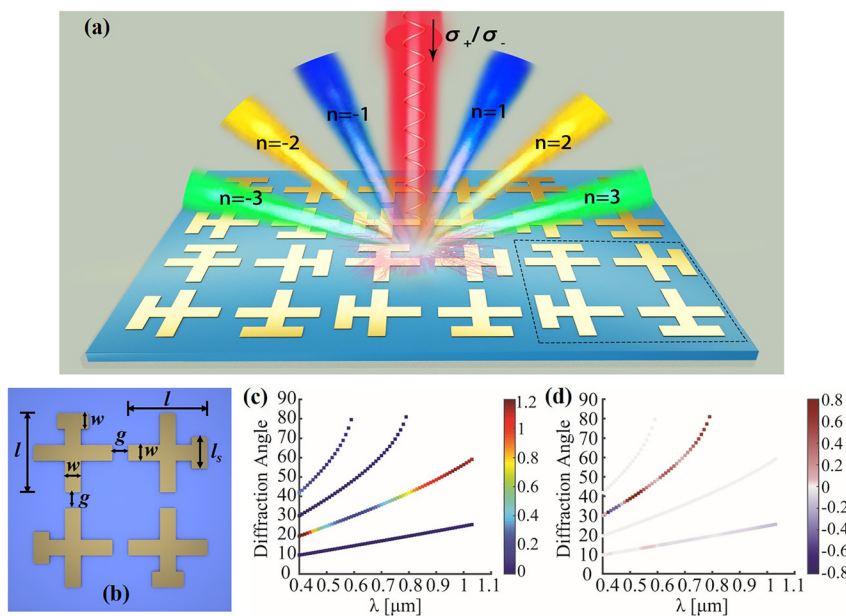 (a)
σ+/σ-
n=-1
n=1
n=-2
n=2
n=-3
n=3
(b)
l
w
g
l
w
g
l
w
ls
(c)
Diffraction Angle
90
80
70
60
50
40
30
20
10
0
0.4 0.5 0.6 0.7 0.8 0.9 1 1.1
λ [μm]
1.2
1
0.8
0.6
0.4
0.2
0
(d)
Diffraction Angle
90
80
70
60
50
40
30
20
10
0
0.4 0.5 0.6 0.7 0.8 0.9 1 1.1
λ [μm]
0.8
0.6
0.4
0.2
0
-0.2
-0.4
-0.6
-0.8